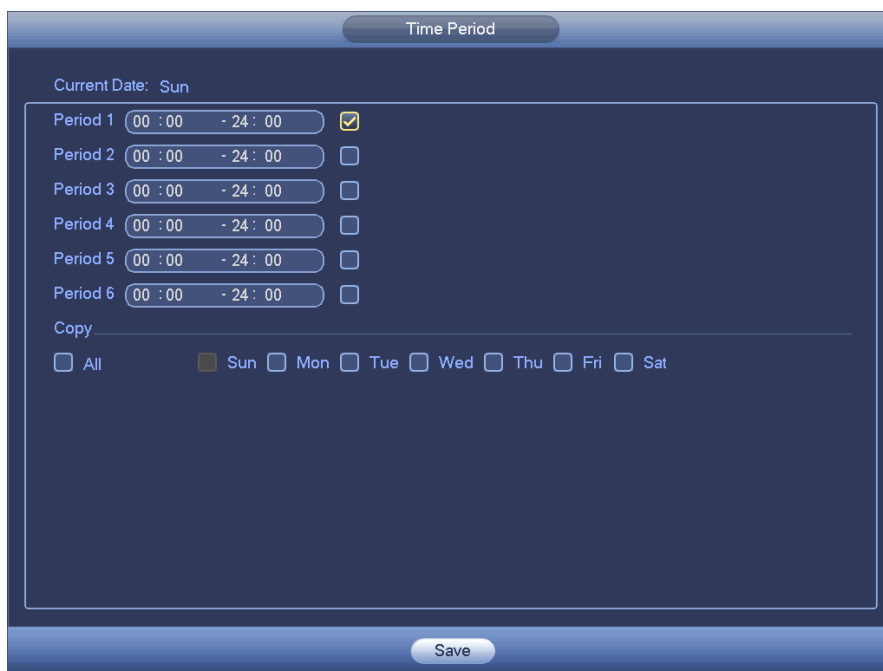 Time Period
Current Date: Sun
Period 1 00 :00 - 24 : 00
Period 2 00 :00 - 24 : 00
Period 3 00 :00 - 24 : 00
Period 4 00 :00 - 24 : 00
Period 5 00 :00 - 24 : 00
Period 6 00 :00 - 24 : 00
Copy
All Sun Mon Tue Wed Thu Fri Sat
Save